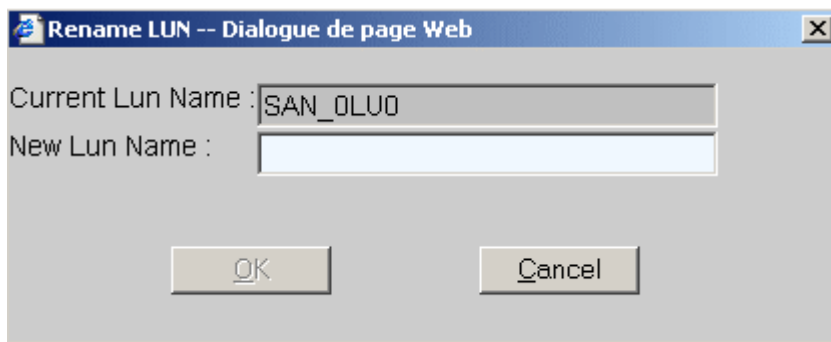 Rename LUN -- Dialogue de page Web
Current Lun Name : SAN_0LU0
New Lun Name :
OK Cancel